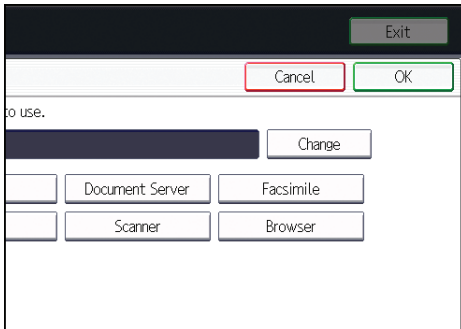 Exit
Cancel OK
to use.
Change
Document Server Facsimile
Scanner Browser